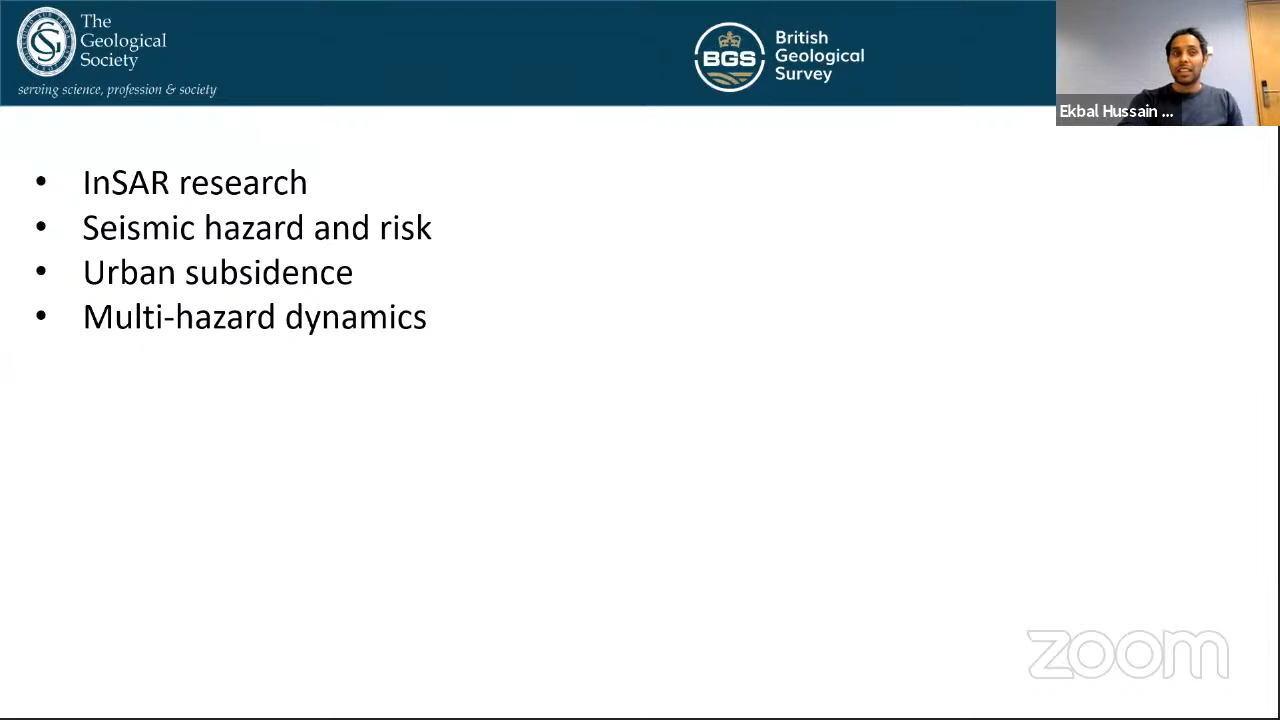 The
Geological
Society
serving science, profession & society
BGS
British
Geological
Survey
Ekbal Hussain ...
• InSAR research
• Seismic hazard and risk
• Urban subsidence
• Multi-hazard dynamics
zoom